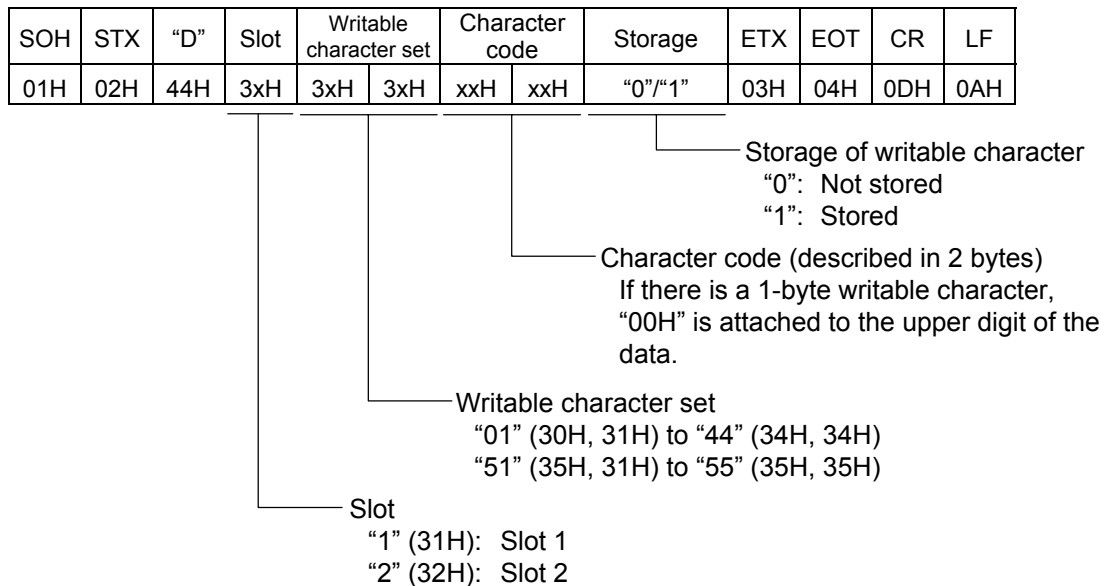 SOH STX “D” Slot Writable character set Character code Storage ETX EOT CR LF
01H 02H 44H 3xH 3xH 3xH xxH xxH “0”/“1” 03H 04H 0DH 0AH
Storage of writable character
“0”: Not stored
“1”: Stored
Character code (described in 2 bytes)
If there is a 1-byte writable character,
“00H” is attached to the upper digit of the
data.
Writable character set
“01” (30H, 31H) to “44” (34H, 34H)
“51” (35H, 31H) to “55” (35H, 35H)
Slot
“1” (31H): Slot 1
“2” (32H): Slot 2